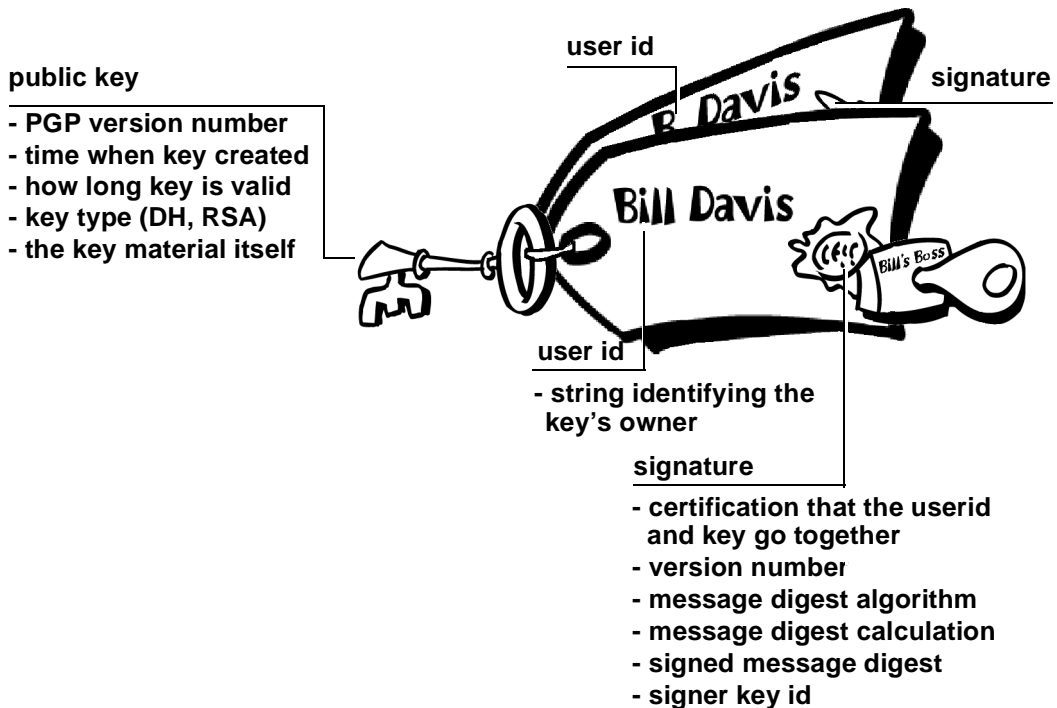 user id
public key
signature
- PGP version number
- time when key created
- how long key is valid
- key type (DH, RSA)
- the key material itself
B. Davis
Bill Davis
Bill's Boss
user id
- string identifying the
key’s owner
signature
- certification that the userid
and key go together
- version number
- message digest algorithm
- message digest calculation
- signed message digest
- signer key id